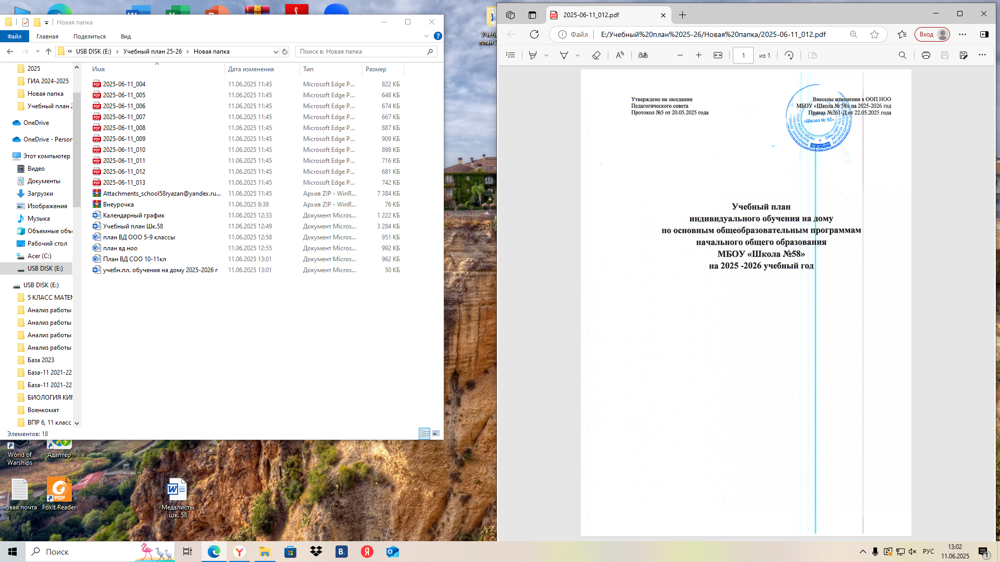 Новая папка
Файл
Главная
Поделиться
Вид
« USB DISK (E:) › Учебный план 25-26 › Новая папка
Поиск в: Новая папка
2025
ГИА 2024-2025
Новая папка
Учебный план 2
OneDrive
OneDrive - Person
Этот компьютер
Видео
Документы
Загрузки
Изображения
Музыка
Объемные объе
Рабочий стол
Acer (C:)
USB DISK (E:)
USB DISK (E:)
5 КЛАСС МАТЕМ
Анализ работы
Анализ работы
Анализ работы
Анализ работы
База 2023
База-11 2021-22
База-11 2021-22
БИОЛОГИЯ КИМ
Военкомат
ВПР 6, 11 класс
Имя Дата изменения Тип Размер
2025-06-11_004 11.06.2025 11:45 Microsoft Edge P... 822 КБ
2025-06-11_005 11.06.2025 11:45 Microsoft Edge P... 648 КБ
2025-06-11_006 11.06.2025 11:45 Microsoft Edge P... 674 КБ
2025-06-11_007 11.06.2025 11:45 Microsoft Edge P... 667 КБ
2025-06-11_008 11.06.2025 11:45 Microsoft Edge P... 887 КБ
2025-06-11_009 11.06.2025 11:45 Microsoft Edge P... 909 КБ
2025-06-11_010 11.06.2025 11:45 Microsoft Edge P... 898 КБ
2025-06-11_011 11.06.2025 11:45 Microsoft Edge P... 716 КБ
2025-06-11_012 11.06.2025 11:45 Microsoft Edge P... 681 КБ
2025-06-11_013 11.06.2025 11:45 Microsoft Edge P... 742 КБ
Attachments_school58ryazan@yandex.ru... 11.06.2025 11:45 Архив ZIP - WinR... 7 384 КБ
Внеурочка 11.06.2025 8:38 Архив ZIP - WinR... 76 КБ
Календарный график 11.06.2025 12:33 Документ Micros... 1 222 КБ
Учебный план Шк.58 11.06.2025 12:49 Документ Micros... 3 284 КБ
план ВД ООО 5-9 классы 11.06.2025 12:58 Документ Micros... 951 КБ
план вд ноо 11.06.2025 12:55 Документ Micros... 992 КБ
План ВД СОО 10-11кл 11.06.2025 13:01 Документ Micros... 962 КБ
учебн.пл. обучения на дому 2025-2026 г 11.06.2025 13:01 Документ Micros... 50 КБ
Элементов: 18
World of
Warships
Адаптер
новая почта
Foxit Reader
PDF
Медалисты
шк. 58
2025-06-11_012.pdf
Файл
E:/Учебный%20план%2025-26/Новая%20папка/2025-06-11_012.pdf
Вход
1 из 1
Утверждено на заседании
Педагогического совета
Протокол №5 от 20.05.2025 года
Внесены изменения в ООП НОО
МБОУ «Школа № 58» на 2025-2026 год
Приказ №261-Д от 22.05.2025 года
«Школа № 58»
Учебный план
индивидуального обучения на дому
по основным общеобразовательным программам
начального общего образования
МБОУ «Школа №58»
на 2025 -2026 учебный год
Поиск
РУС
13:02
11.06.2025
1